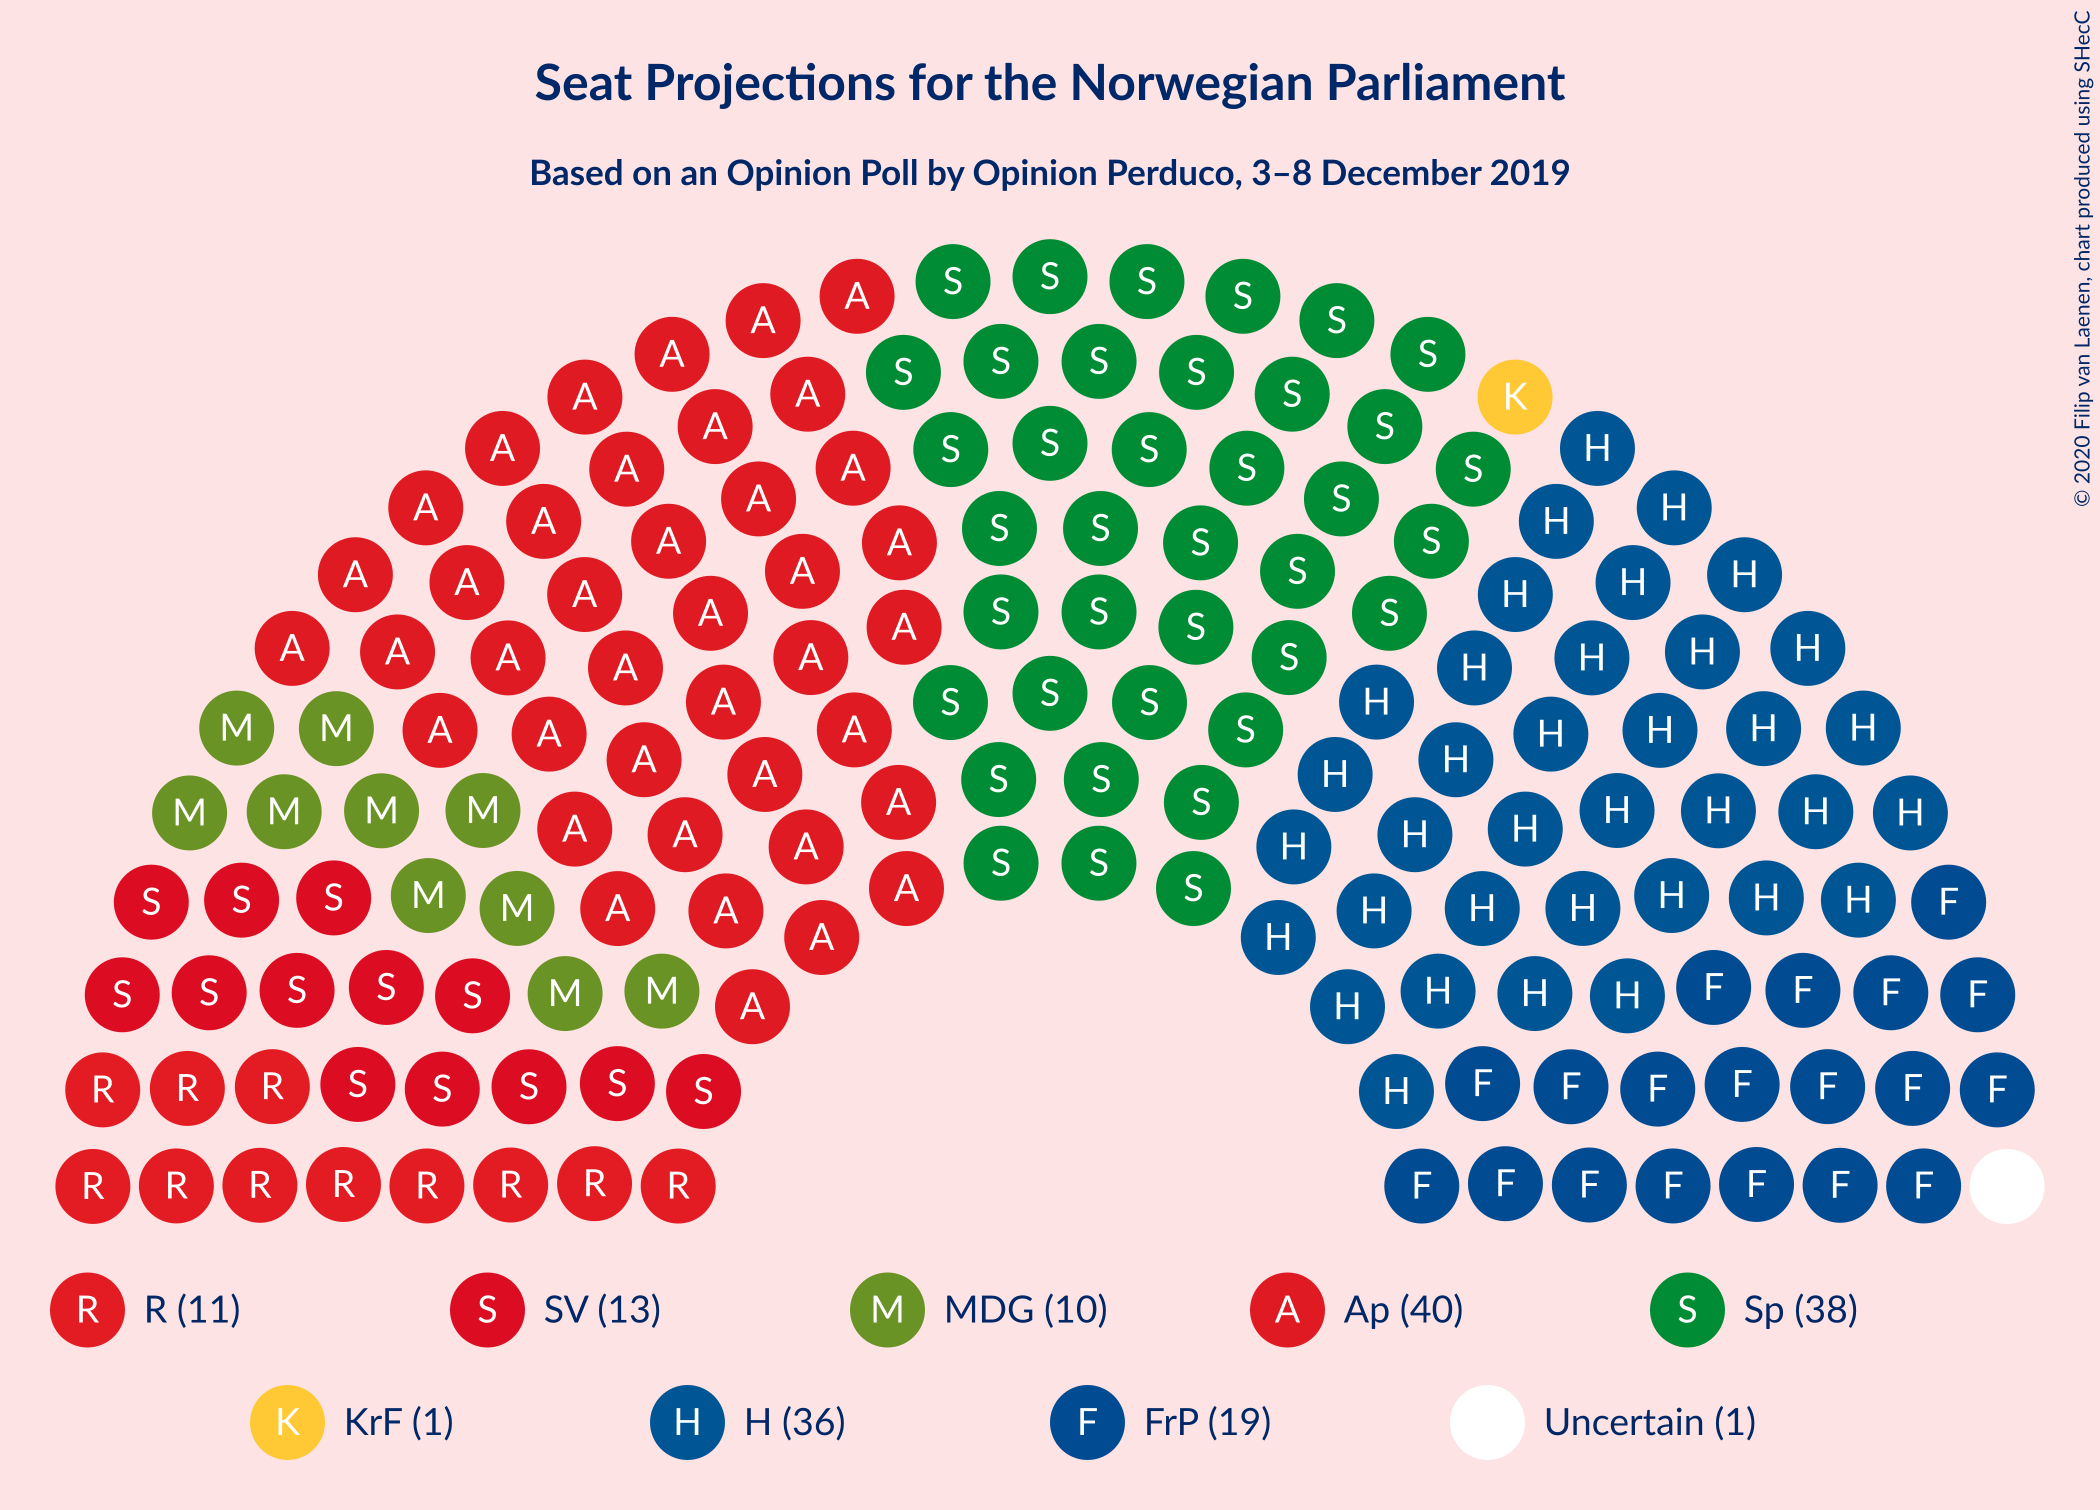 Seat Projections for the Norwegian Parliament
Based on an Opinion Poll by Opinion Perduco, 3–8 December 2019
© 2020 Filip van Laenen, chart produced using SHecC
A S S S S
A S
A S S S S S
A A S K
A A S S S S S H
A A A S S H
A A A S S S S S H H
A A A S H H
A A A S S S S S H H H
A A A A S H H H
M M A A A A A S S S S H H H H H H
A A A S S S H H
M M M M A A A S S S H H H H H H H
S S S M M A A A S H H H H H H F
A H
S S S S S M M A H H H H F F F F
R R R S S S S S H F F F F F F F
R R R R R R R R F F F F F F F
R R (11) S SV (13) M MDG (10) A Ap (40) S Sp (38)
K KrF (1) H H (36) F FrP (19) Uncertain (1)